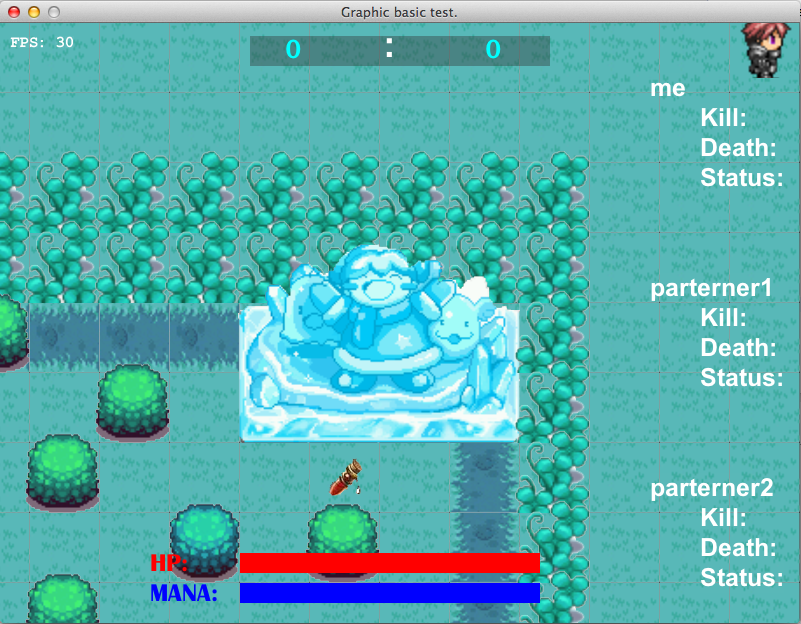 Graphic basic test.
FPS: 30
0 : 0
me
Kill:
Death:
Status:
parterner1
Kill:
Death:
Status:
parterner2
Kill:
Death:
Status:
HP:
MANA: